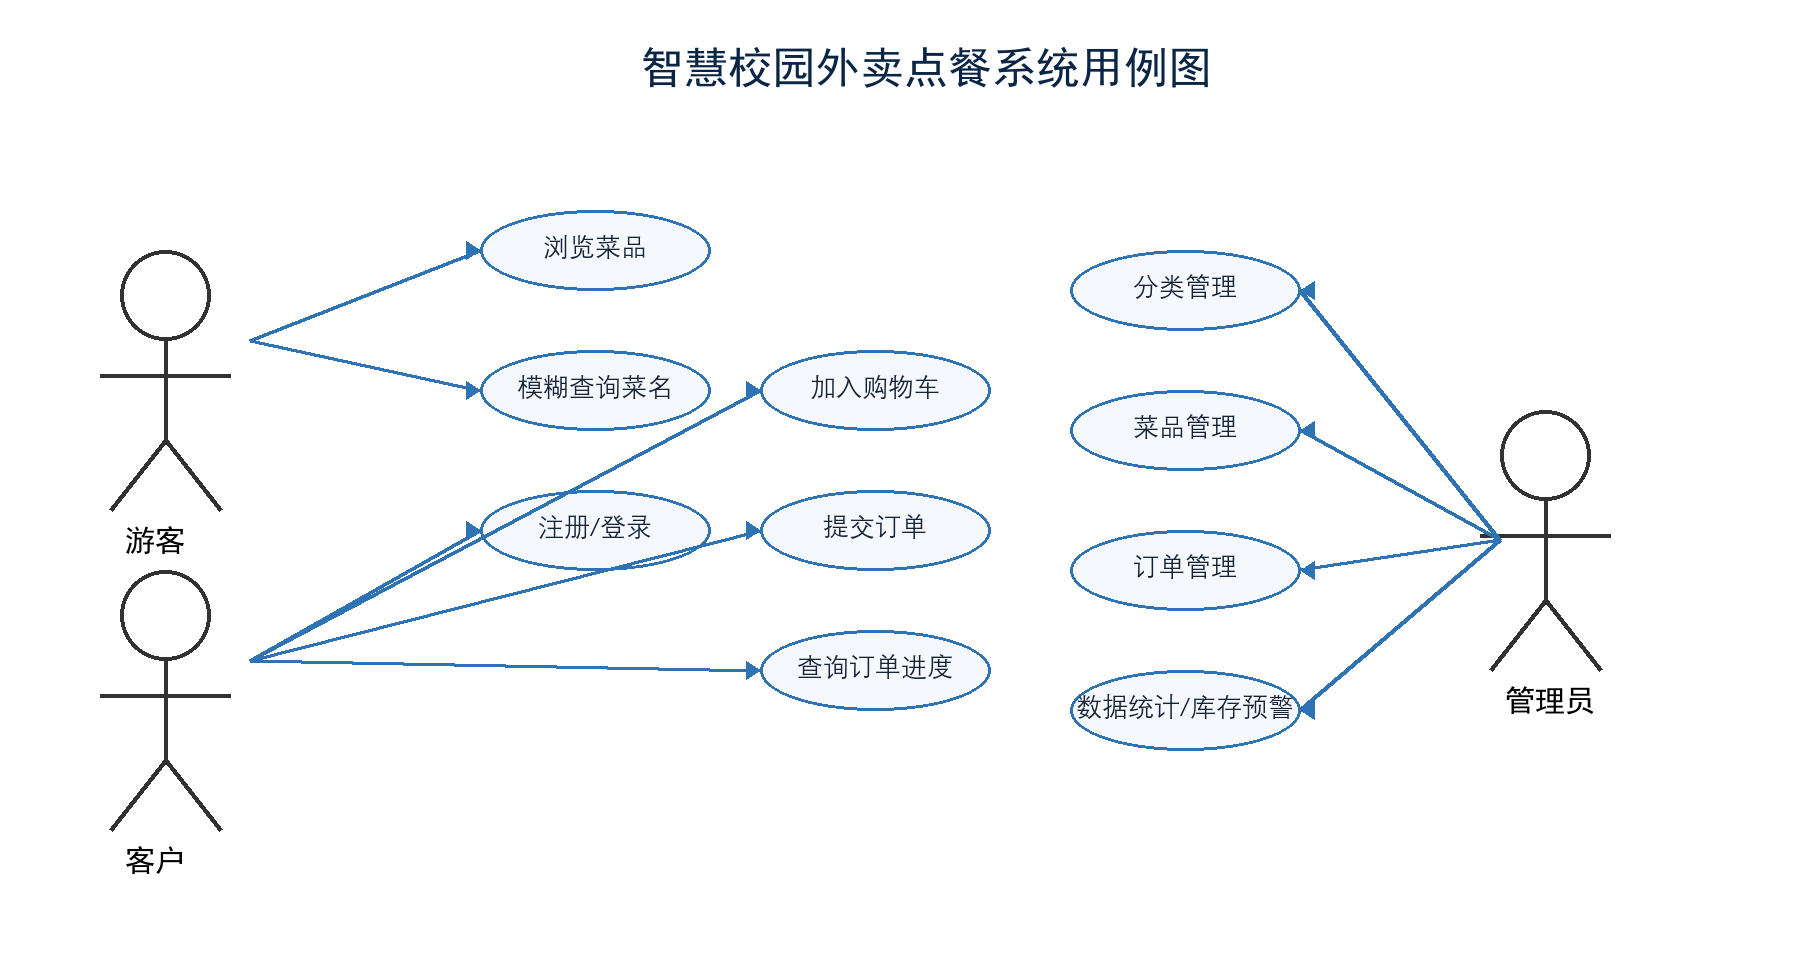 智慧校园外卖点餐系统用例图
浏览菜品
模糊查询菜名
加入购物车
注册/登录
提交订单
查询订单进度
分类管理
菜品管理
订单管理
数据统计/库存预警
游客
客户
管理员